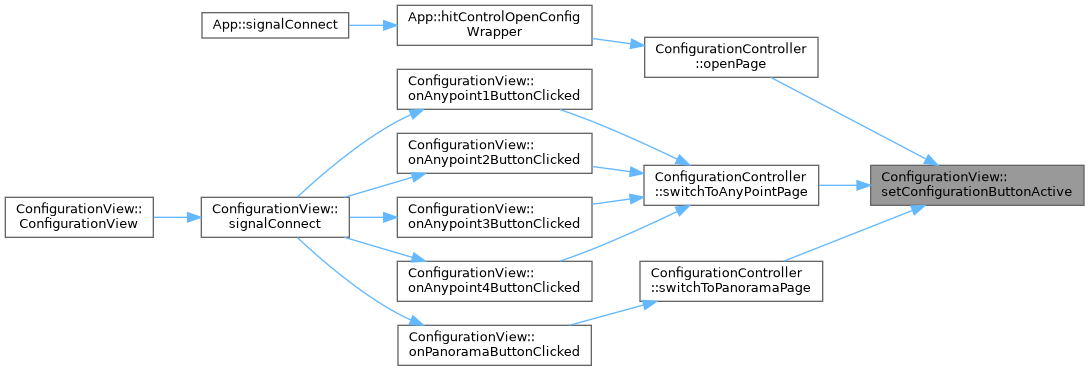 App::signalConnect
App::hitControlOpenConfig
Wrapper
ConfigurationController
::openPage
ConfigurationView::
onAnypoint1ButtonClicked
ConfigurationView::
onAnypoint2ButtonClicked
ConfigurationController
::switchToAnyPointPage
ConfigurationView::
setConfigurationButtonActive
ConfigurationView::
ConfigurationView
ConfigurationView::
signalConnect
ConfigurationView::
onAnypoint3ButtonClicked
ConfigurationView::
onAnypoint4ButtonClicked
ConfigurationController
::switchToPanoramaPage
ConfigurationView::
onPanoramaButtonClicked